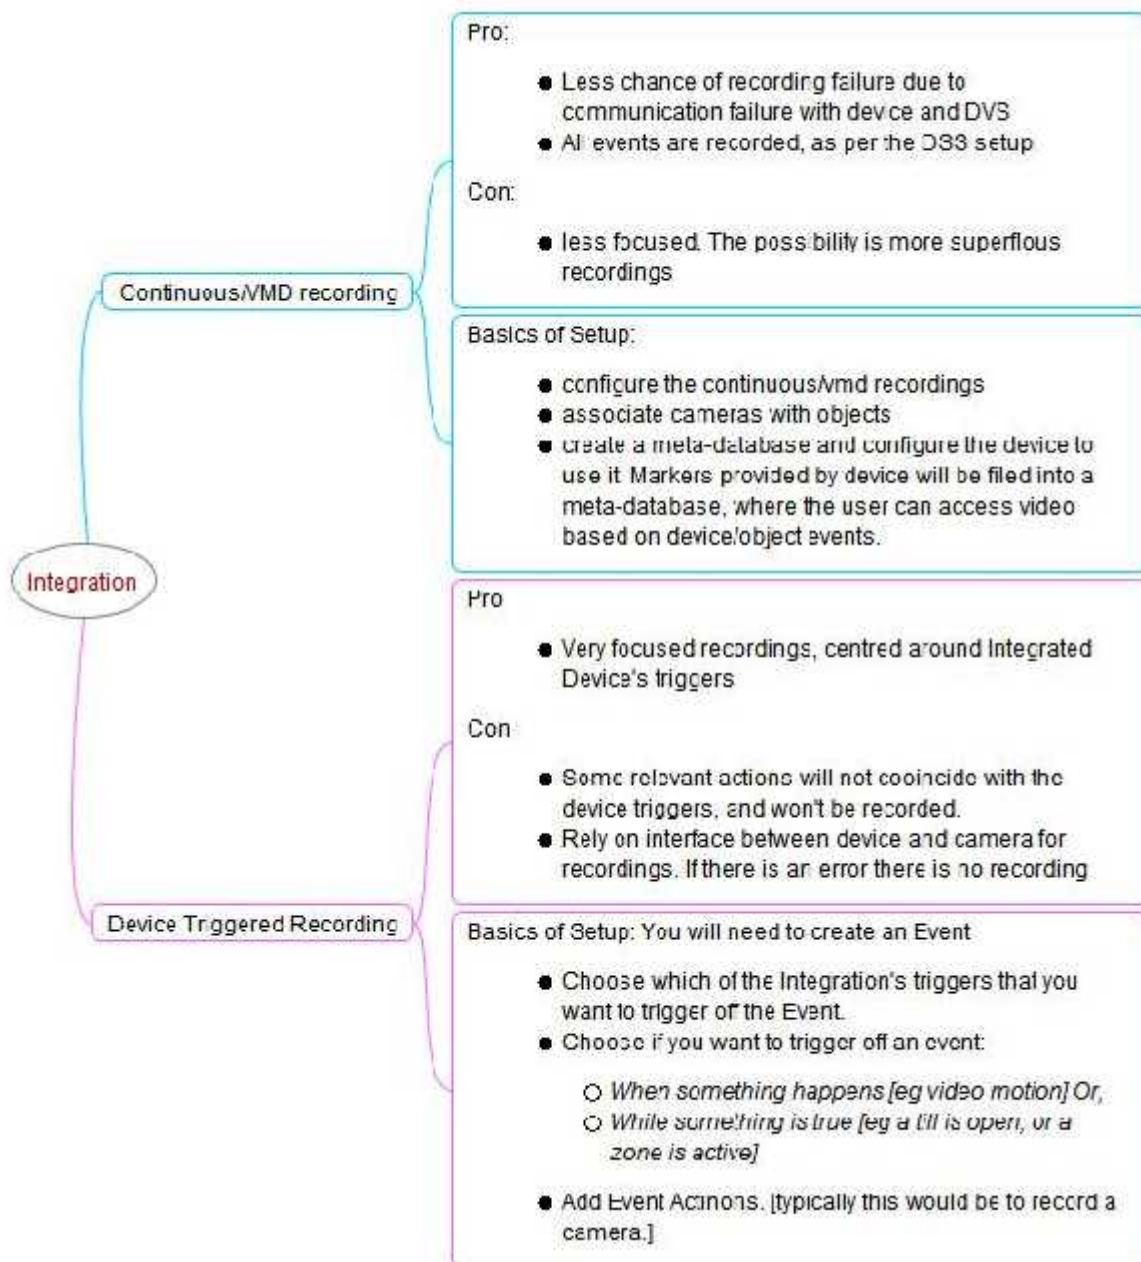 Integration
Continuous/VMD recording
Pro:
Less chance of recording failure due to
communication failure with device and DVS
All events are recorded, as per the DSS setup
Con:
less focused. The possibility is more superflous
recordings
Basics of Setup:
configure the continuous/vmd recordings
associate cameras with objects
create a meta-database and configure the device to
use it. Markers provided by device will be filed into a
meta-database, where the user can access video
based on device/object events.
Device Triggered Recording
Pro
Very focused recordings, centred around Integrated
Device's triggers
Con
Some relevant actions will not cooincide with the
device triggers, and won't be recorded.
Rely on interface between device and camera for
recordings. If there is an error there is no recording
Basics of Setup: You will need to create an Event
Choose which of the Integration's triggers that you
want to trigger off the Event.
Choose if you want to trigger off an event:
When something happens [eg video motion] Or,
While something is true [eg a till is open, or a
zone is active]
Add Event Actinons. [typically this would be to record a
camera.]